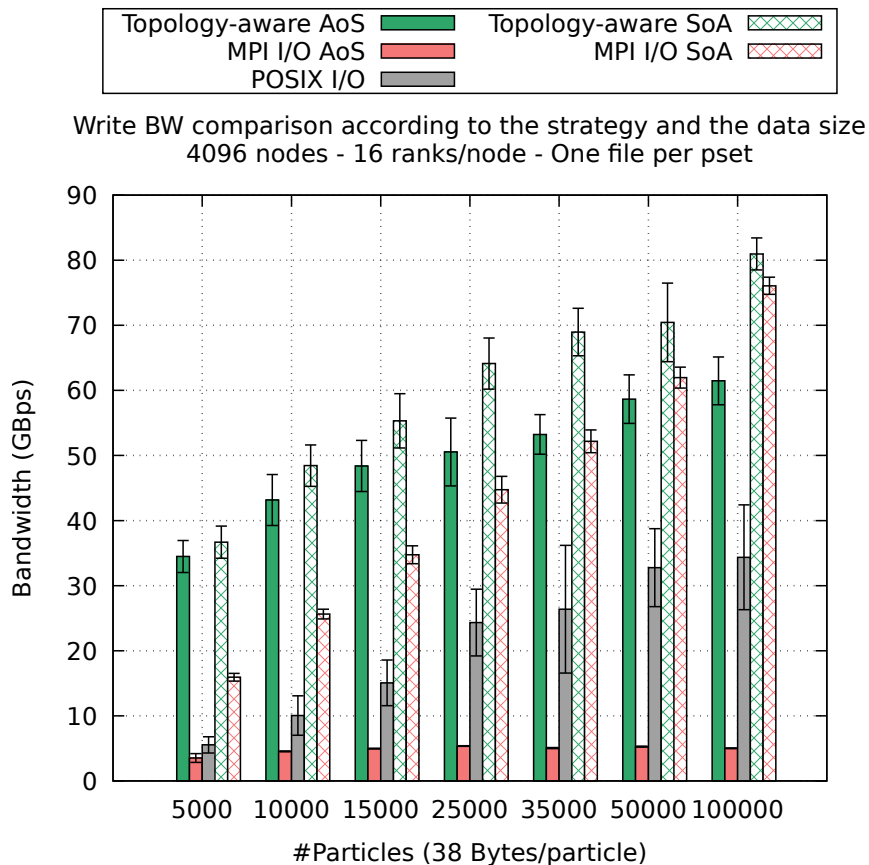 Topology-aware AoS
Topology-aware SoA
MPI I/O AoS
MPI I/O SoA
POSIX I/O
Write BW comparison according to the strategy and the data size
4096 nodes - 16 ranks/node - One file per pset
90
80
70
60
50
40
30
20
10
0
Bandwidth (GBps)
5000 10000 15000 25000 35000 50000 100000
#Particles (38 Bytes/particle)